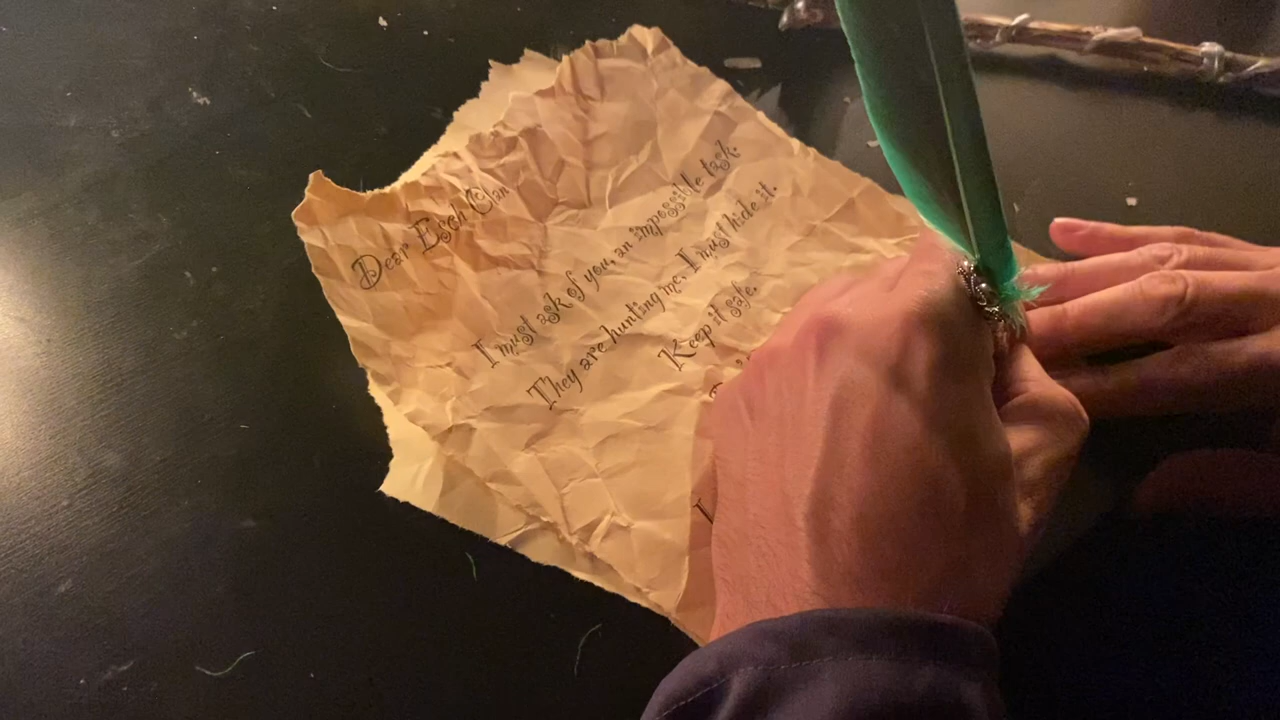 Dear Esch Clan
I must ask of you, an impossible task.
They are hunting me. I must hide it.
Keep it safe.